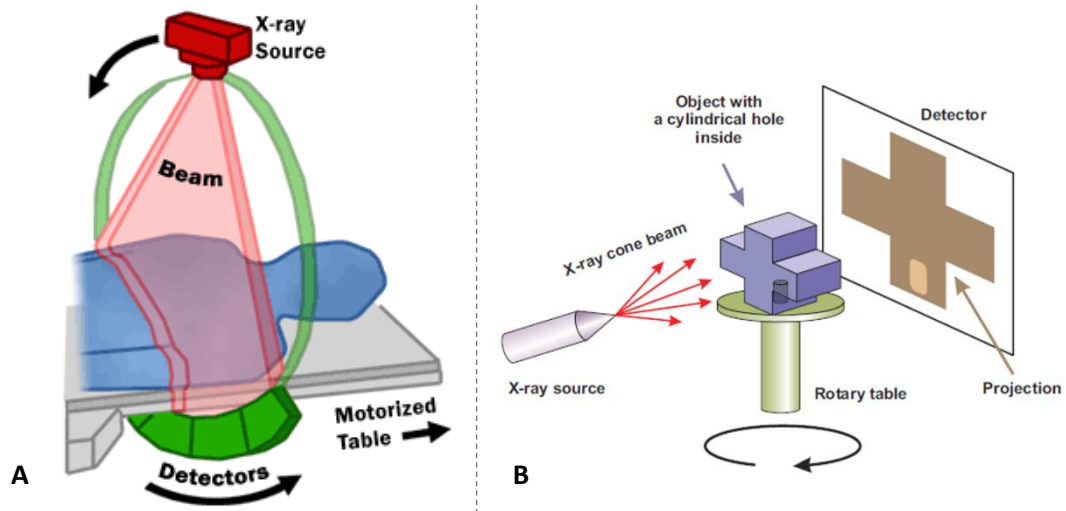 X-ray
Source
Beam
Motorized
Table
Detectors
A
Object with
a cylindrical hole
inside
Detector
X-ray cone beam
X-ray source
Rotary table
Projection
B